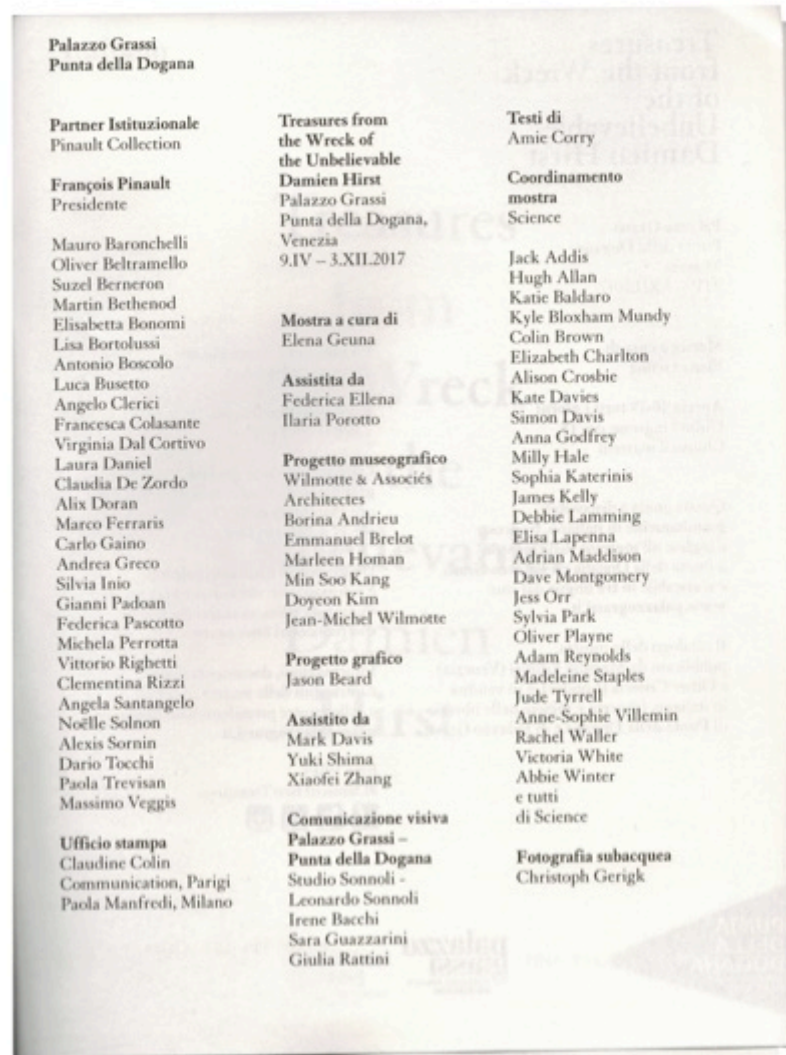 Palazzo Grassi
Punta della Dogana
Partner Istituzionale
Pinault Collection
François Pinault
Presidente
Mauro Baronchelli
Oliver Beltramello
Suzel Berneron
Martin Bethenod
Elisabetta Bonomi
Lisa Bortolussi
Antonio Boscolo
Luca Busetto
Angelo Clerici
Francesca Colasante
Virginia Dal Cortivo
Laura Daniel
Claudia De Zordo
Alix Doran
Marco Ferraris
Carlo Gaino
Andrea Greco
Silvia Inio
Gianni Padoan
Federica Pascotto
Michela Perrotta
Vittorio Righetti
Clementina Rizzi
Angela Santangelo
Noëlle Solnon
Alexis Sornin
Dario Tocchi
Paola Trevisan
Massimo Veggis
Ufficio stampa
Claudine Colin
Communication, Parigi
Paola Manfredi, Milano
Treasures from
the Wreck of
the Unbelievable
Damien Hirst
Palazzo Grassi
Punta della Dogana,
Venezia
9.IV – 3.XII.2017
Mostra a cura di
Elena Geuna
Assistita da
Federica Ellena
Ilaria Porotto
Progetto museografico
Wilmotte & Associés
Architectes
Borina Andrieu
Emmanuel Brelot
Marleen Homan
Min Soo Kang
Doyeon Kim
Jean-Michel Wilmotte
Progetto grafico
Jason Beard
Assistito da
Mark Davis
Yuki Shima
Xiaofei Zhang
Comunicazione visiva
Palazzo Grassi –
Punta della Dogana
Studio Sonnoli -
Leonardo Sonnoli
Irene Bacchi
Sara Guazzarini
Giulia Rattini
Testi di
Amie Corry
Coordinamento
mostra
Science
Jack Addis
Hugh Allan
Katie Baldaro
Kyle Bloxham Mundy
Colin Brown
Elizabeth Charlton
Alison Crosbie
Kate Davies
Simon Davis
Anna Godfrey
Milly Hale
Sophia Katerinis
James Kelly
Debbie Lamming
Elisa Lapenna
Adrian Maddison
Dave Montgomery
Jess Orr
Sylvia Park
Oliver Playne
Adam Reynolds
Madeleine Staples
Jude Tyrrell
Anne-Sophie Villemin
Rachel Waller
Victoria White
Abbie Winter
e tutti
di Science
Fotografia subacquea
Christoph Gerigk